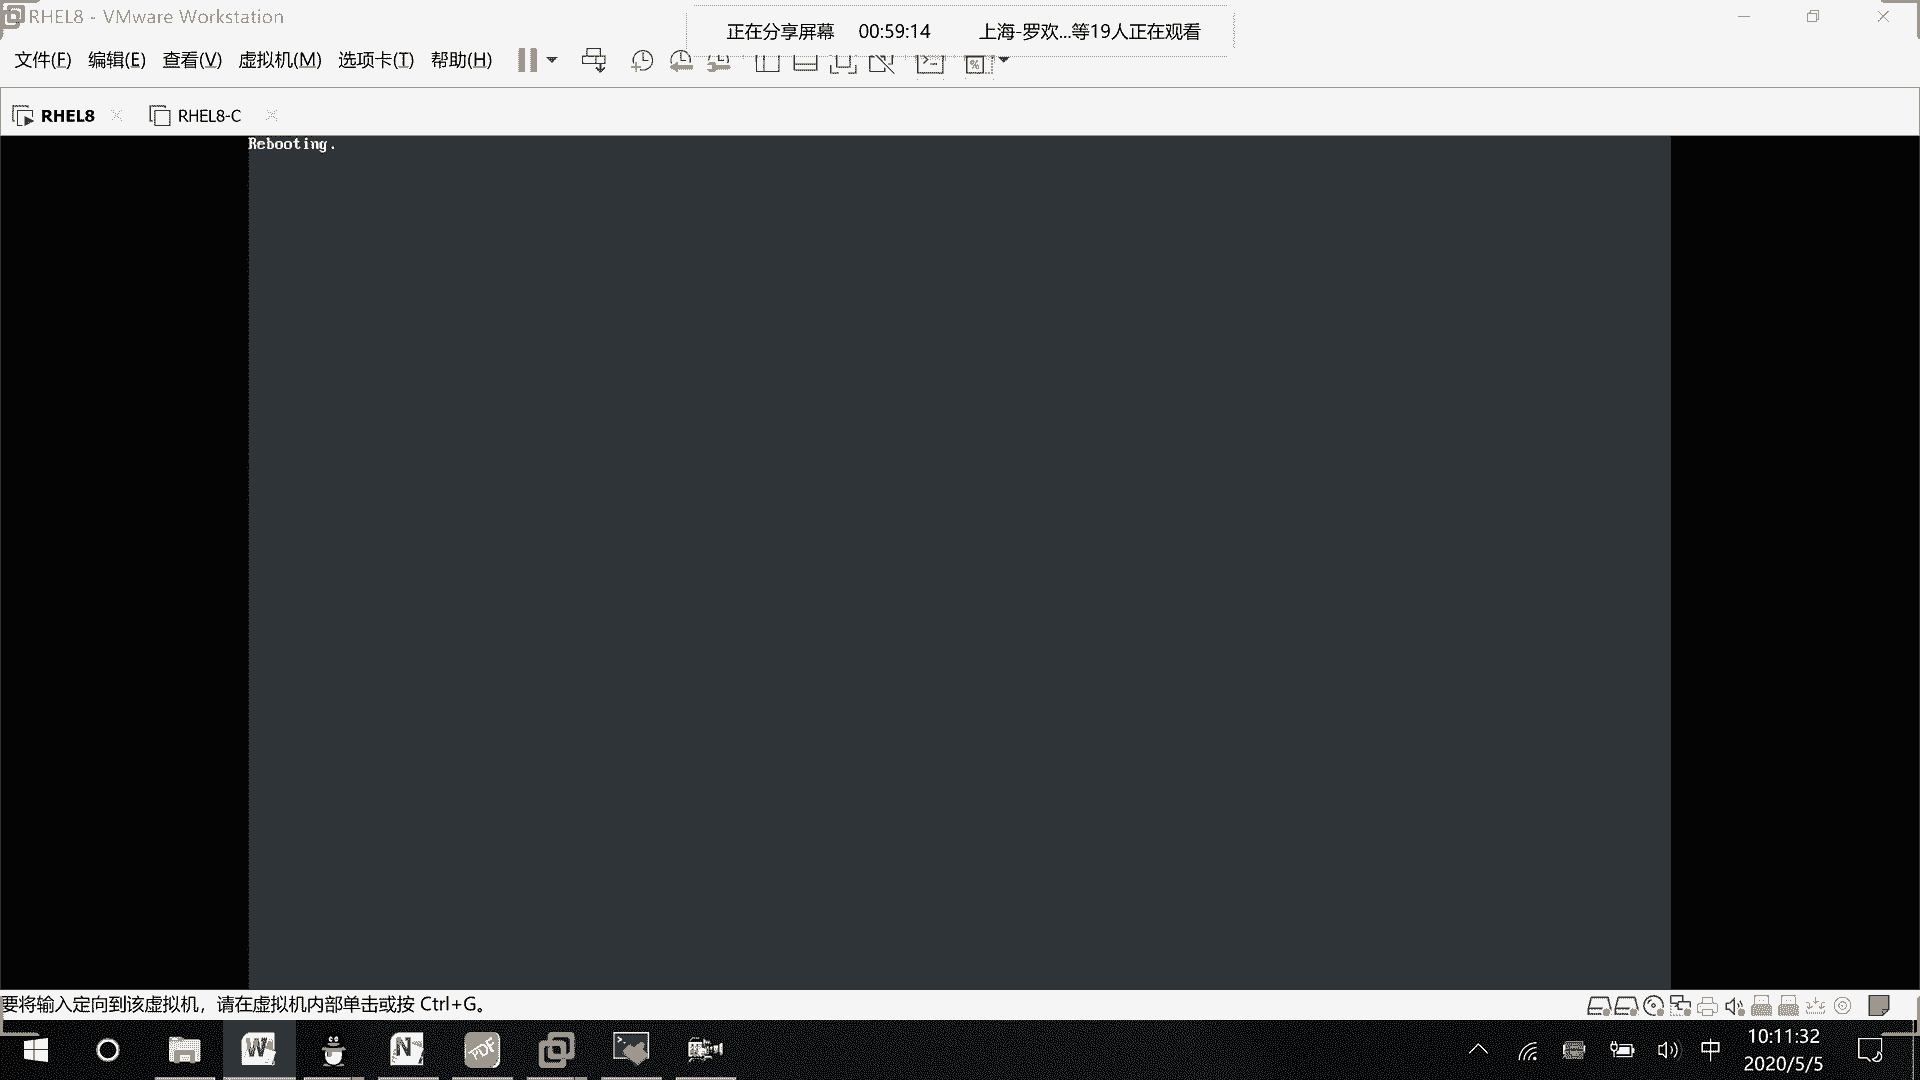 RHEL8 - VMware Workstation
正在分享屏幕 00:59:14 上海-罗欢...等19人正在观看
文件(F) 编辑(E) 查看(V) 虚拟机(M) 选项卡(T) 帮助(H)
RHEL8 RHEL8-C
Rebooting.
要将输入定向到该虚拟机，请在虚拟机内部单击或按 Ctrl+G。
W N PDF 中 10:11:32
2020/5/5